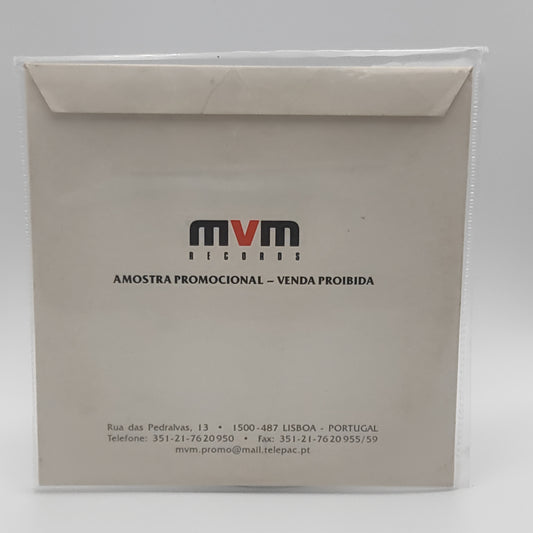 mvm
RECORDS
AMOSTRA PROMOCIONAL – VENDA PROIBIDA
Rua das Pedralvas, 13 • 1500-487 LISBOA - PORTUGAL
Telefone: 351-21-7620950 • Fax: 351-21-7620955/59
mvm.promo@mail.telepac.pt